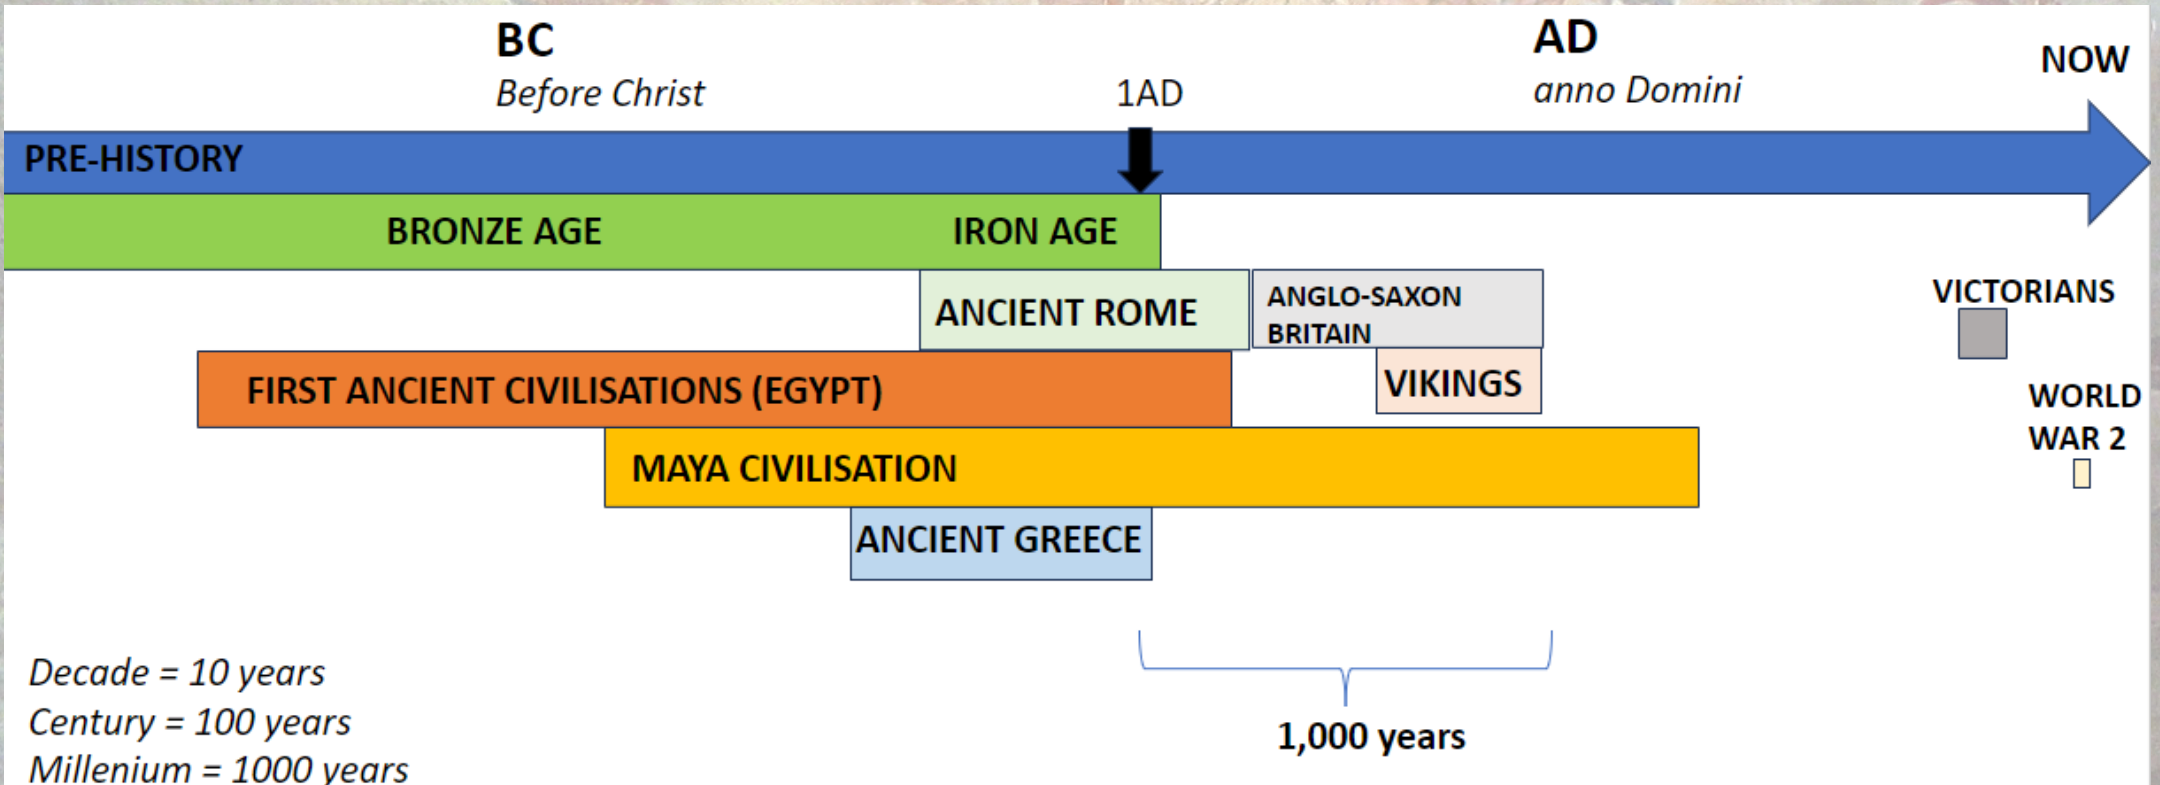 BC
Before Christ
1AD
AD
anno Domini
NOW
PRE-HISTORY
BRONZE AGE
IRON AGE
ANCIENT ROME
ANGLO-SAXON
BRITAIN
VICTORIANS
FIRST ANCIENT CIVILISATIONS (EGYPT)
VIKINGS
WORLD
WAR 2
MAYA CIVILISATION
ANCIENT GREECE
Decade = 10 years
Century = 100 years
Millenium = 1000 years
1,000 years